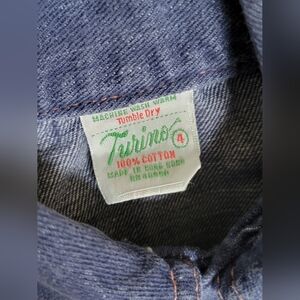 MACHINE WASH WARM
Tumble Dry
Turino
4
100% COTTON
MADE IN HONG KONG